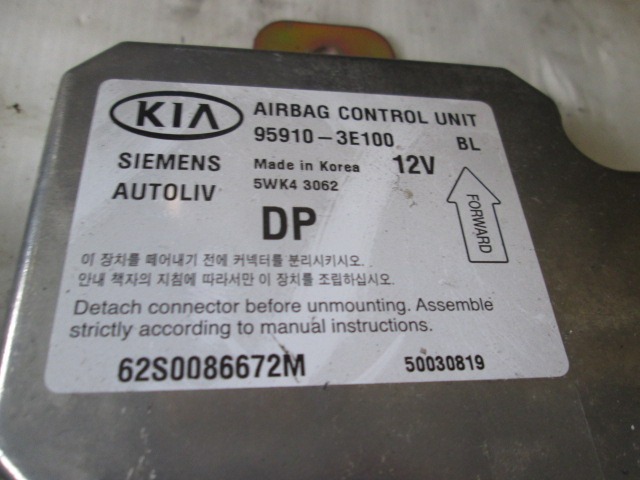 KIA AIRBAG CONTROL UNIT
95910-3E100 BL
SIEMENS Made in Korea 12V
AUTOLIV 5WK4 3062
DP
FORWARD
이 장치를 떼어내기 전에 커넥터를 분리시키시오.
안내 책자의 지침에 따라서만 이 장치를 조립하십시오.
Detach connector before unmounting. Assemble
strictly according to manual instructions.
62S0086672M 50030819